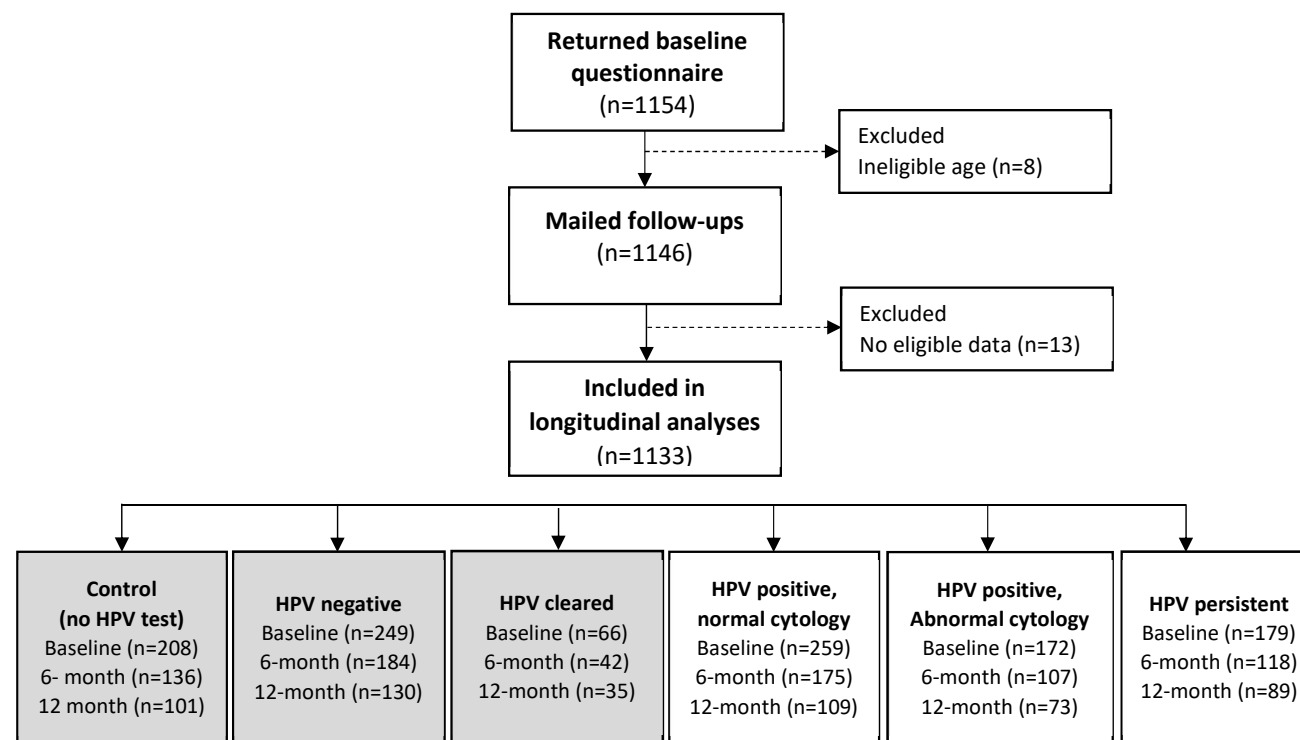 Returned baseline
questionnaire
(n=1154)
Excluded
Ineligible age (n=8)
Mailed follow-ups
(n=1146)
Excluded
No eligible data (n=13)
Included in
longitudinal analyses
(n=1133)
Control
(no HPV test)
Baseline (n=208)
6- month (n=136)
12 month (n=101)
HPV negative
Baseline (n=249)
6-month (n=184)
12-month (n=130)
HPV cleared
Baseline (n=66)
6-month (n=42)
12-month (n=35)
HPV positive,
normal cytology
Baseline (n=259)
6-month (n=175)
12-month (n=109)
HPV positive,
Abnormal cytology
Baseline (n=172)
6-month (n=107)
12-month (n=73)
HPV persistent
Baseline (n=179)
6-month (n=118)
12-month (n=89)